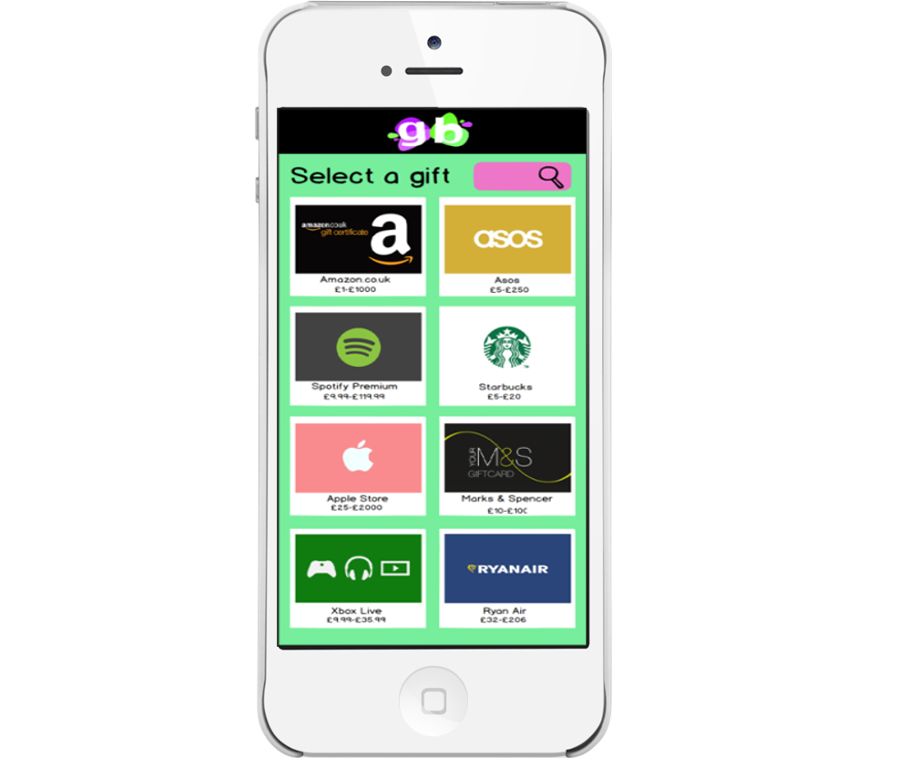 gb
Select a gift
amazon.co.uk
gift certificate
a
Amazon.co.uk
£1-£1000
asos
Asos
£5-£250
Spotify Premium
£9.99-£119.99
Starbucks
£5-£20
Apple Store
£25-£2000
YOUR
M&S
GIFTCARD
Marks & Spencer
£10-£100
Xbox Live
£9.99-£35.99
RYANAIR
Ryan Air
£32-£206